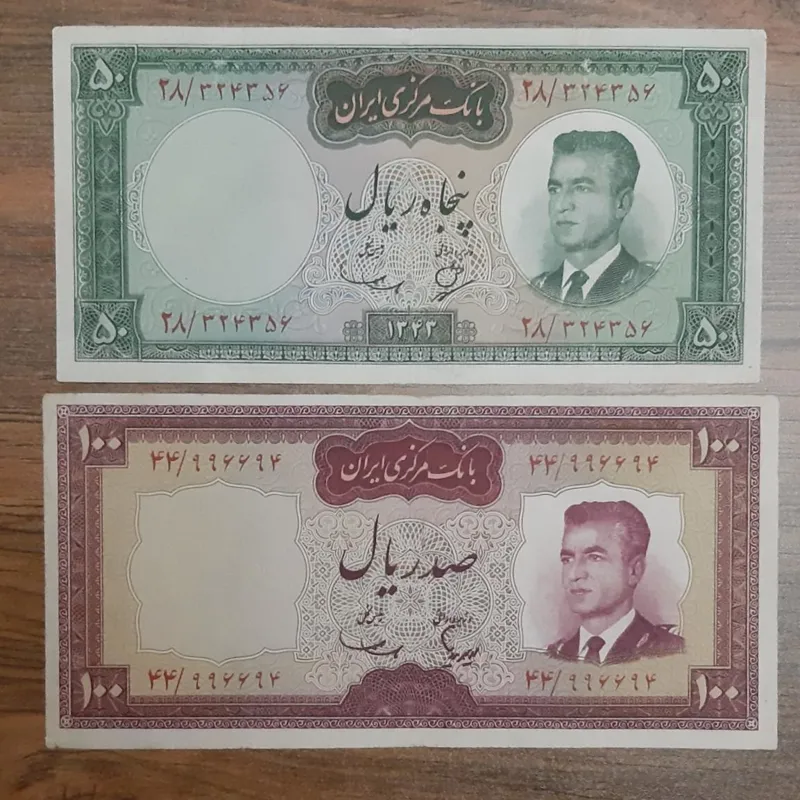 ۵۰ ۲۸/۳۲۴۳۵۶ بانک مرکزی ایران ۲۸/۳۲۴۳۵۶ ۵۰
پنجاه ریال
۵۰ ۲۸/۳۲۴۳۵۶ ۱۳۴۳ ۲۸/۳۲۴۳۵۶ ۵۰
۱۰۰ ۴۴/۹۹۶۶۹۴ بانک مرکزی ایران ۴۴/۹۹۶۶۹۴ ۱۰۰
صد ریال
۱۰۰ ۴۴/۹۹۶۶۹۴ ۴۴/۹۹۶۶۹۴ ۱۰۰